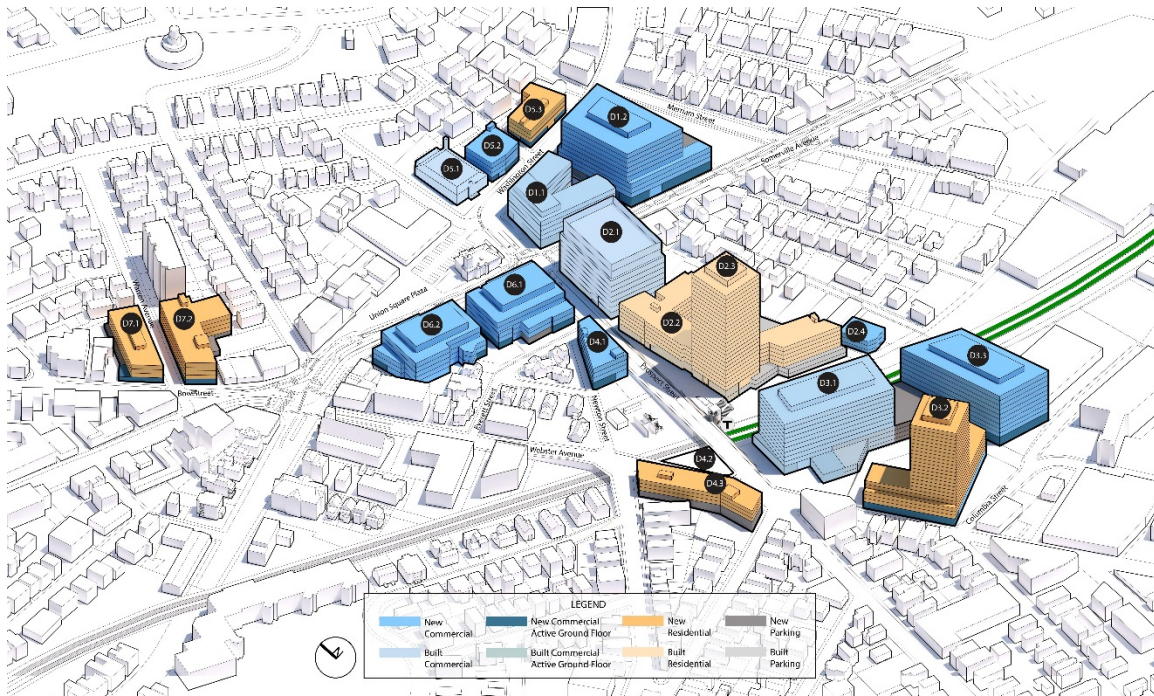 D5.3
D1.2
Merriam Street
D5.2
Somerville Avenue
D5.1
Washington Street
D1.1
D2.1
D2.3
D6.1
Union Square Plaza
D7.1
D7.2
D6.2
D2.2
D2.4
D4.1
D3.3
Prospect Street
D3.1
Bow Street
Newton Street
D3.2
T
Webster Avenue
D4.2
D4.3
Columbia Street
LEGEND
New
Commercial
New Commercial
Active Ground Floor
New
Residential
New
Parking
Built
Commercial
Built Commercial
Active Ground Floor
Built
Residential
Built
Parking
N